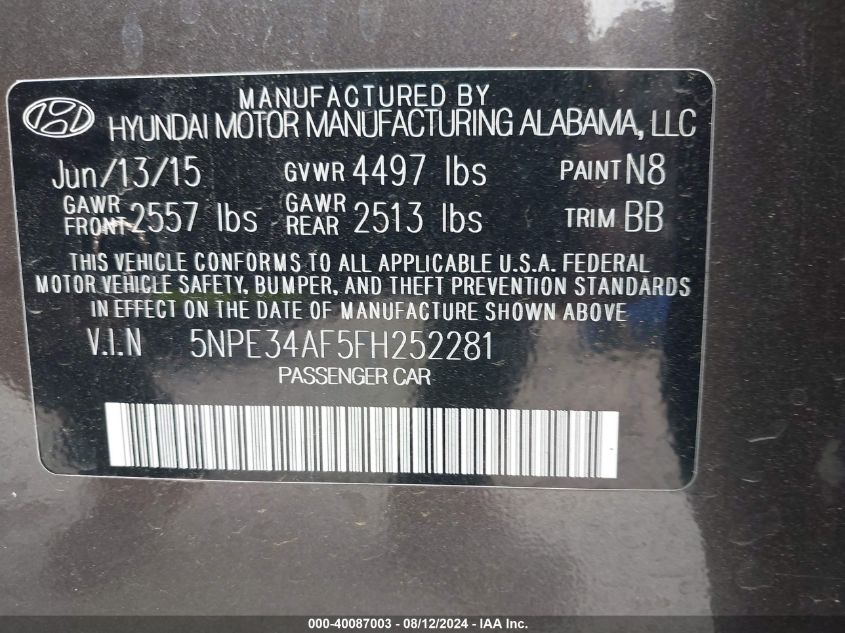 MANUFACTURED BY
HYUNDAI MOTOR MANUFACTURING ALABAMA, LLC
Jun/13/15 GVWR 4497 lbs PAINT N8
GAWR FRONT 2557 lbs GAWR REAR 2513 lbs TRIM BB
THIS VEHICLE CONFORMS TO ALL APPLICABLE U.S.A. FEDERAL
MOTOR VEHICLE SAFETY, BUMPER, AND THEFT PREVENTION STANDARDS
IN EFFECT ON THE DATE OF MANUFACTURE SHOWN ABOVE
V.I.N 5NPE34AF5FH252281
PASSENGER CAR
000-40087003 - 08/12/2024 - IAA Inc.